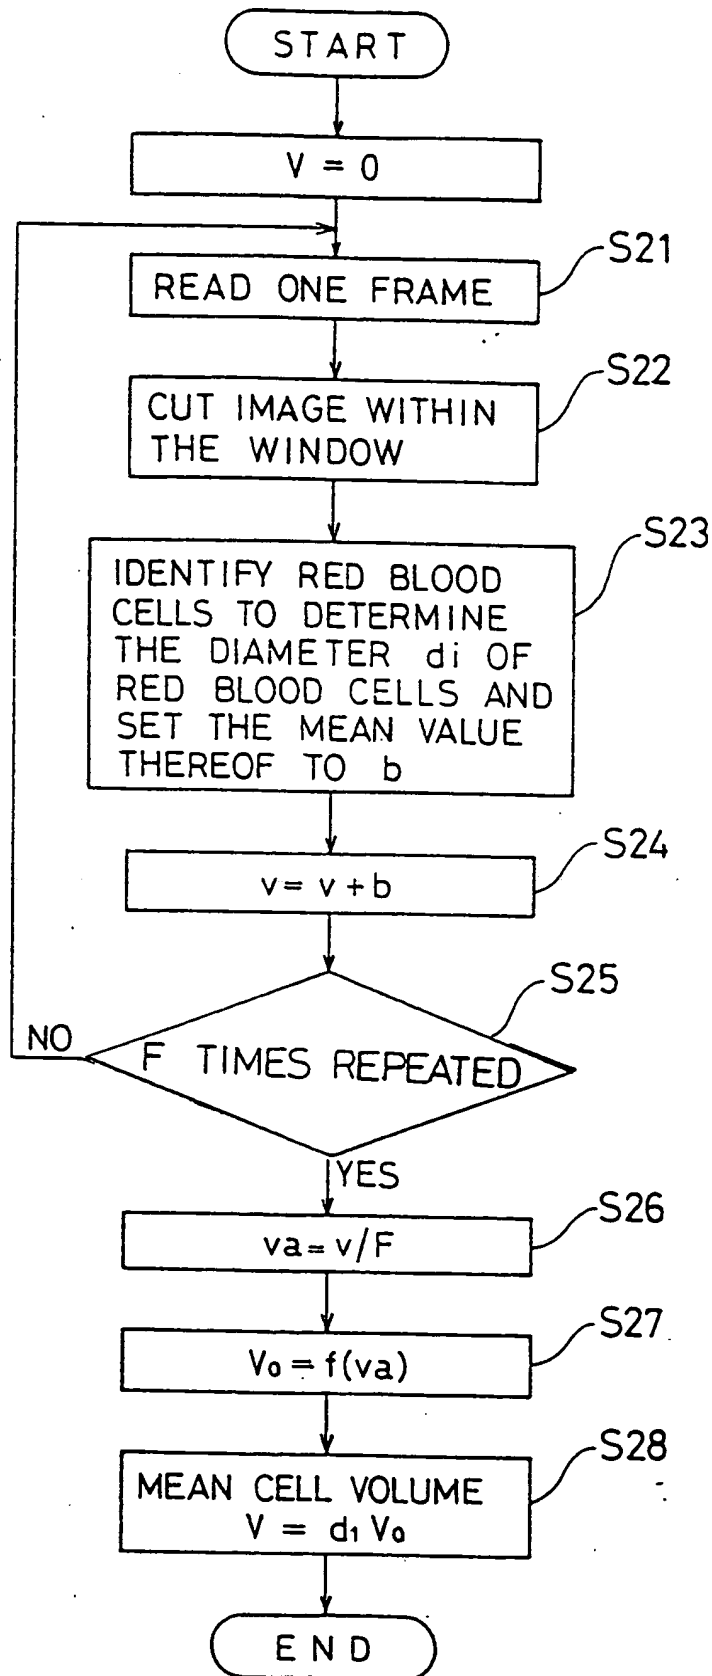 START
V = 0
S21
READ ONE FRAME
S22
CUT IMAGE WITHIN
THE WINDOW
S23
IDENTIFY RED BLOOD
CELLS TO DETERMINE
THE DIAMETER di OF
RED BLOOD CELLS AND
SET THE MEAN VALUE
THEREOF TO b
S24
v = v + b
S25
NO
F TIMES REPEATED
YES
S26
va = v/F
S27
V₀ = f(va)
S28
MEAN CELL VOLUME
V = d₁ V₀
END